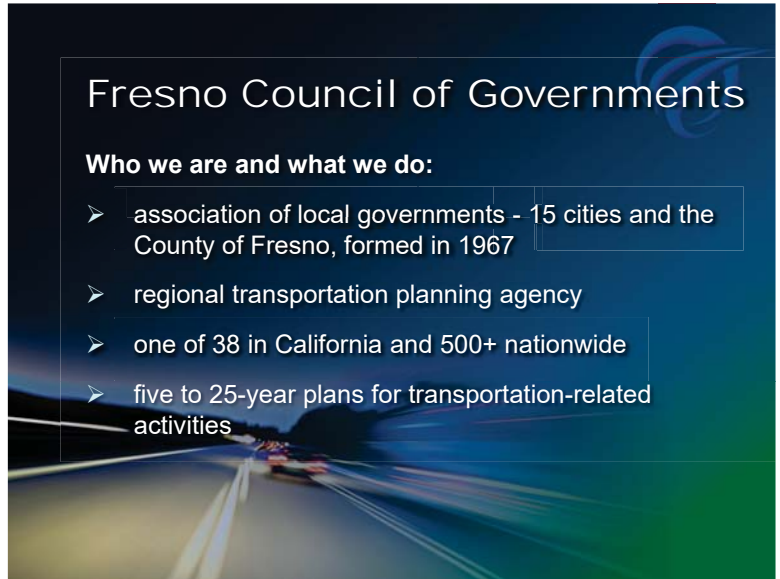 Fresno Council of Governments
Who we are and what we do:
➢ association of local governments - 15 cities and the
County of Fresno, formed in 1967
➢ regional transportation planning agency
➢ one of 38 in California and 500+ nationwide
➢ five to 25-year plans for transportation-related
activities